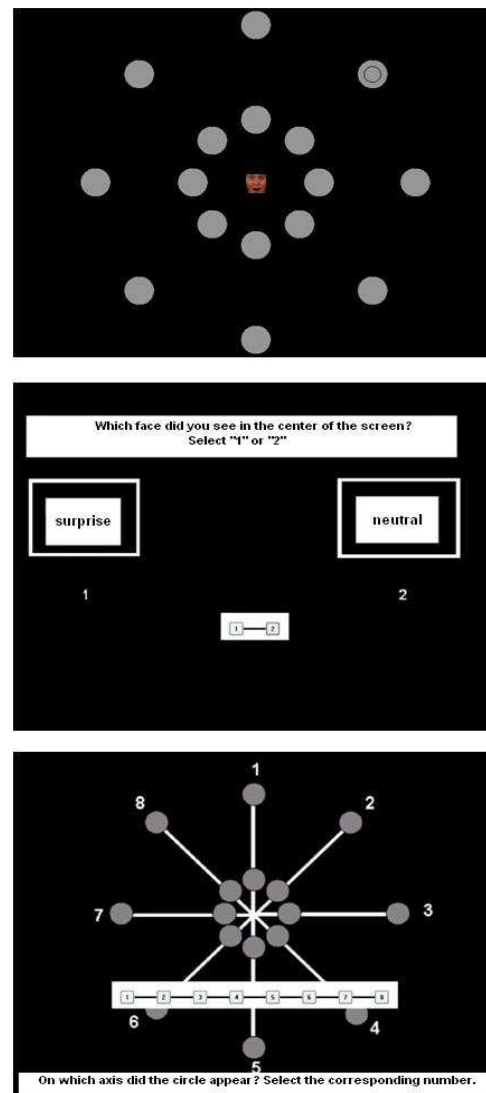 Which face did you see in the center of the screen?
Select "1" or "2"
surprise neutral
1 2
1 2
1
8 2
7 3
1 2 3 4 5 6 7 8
6 4
5
On which axis did the circle appear? Select the corresponding number.